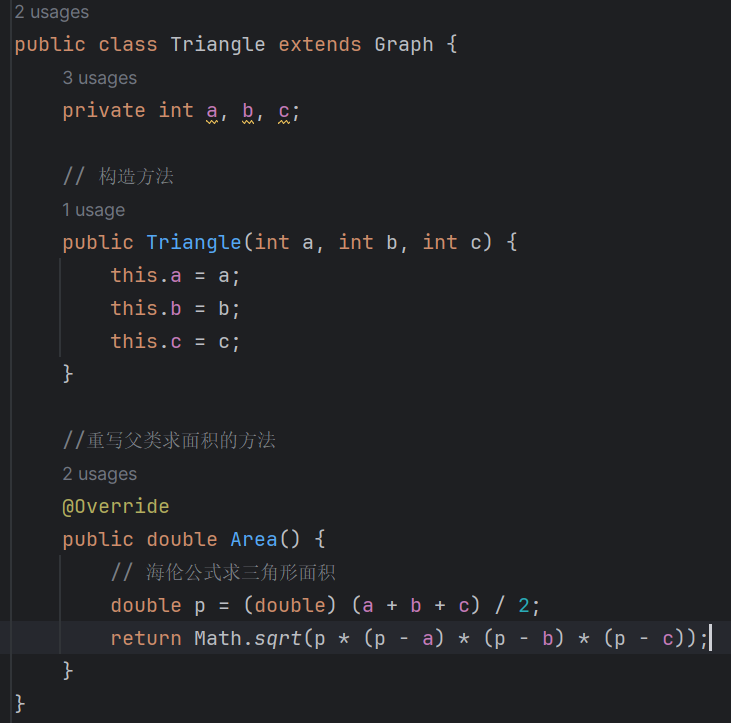 2 usages
public class Triangle extends Graph {
3 usages
private int a, b, c;
// 构造方法
1 usage
public Triangle(int a, int b, int c) {
this.a = a;
this.b = b;
this.c = c;
}
//重写父类求面积的方法
2 usages
@Override
public double Area() {
// 海伦公式求三角形面积
double p = (double) (a + b + c) / 2;
return Math.sqrt(p * (p - a) * (p - b) * (p - c));
}
}